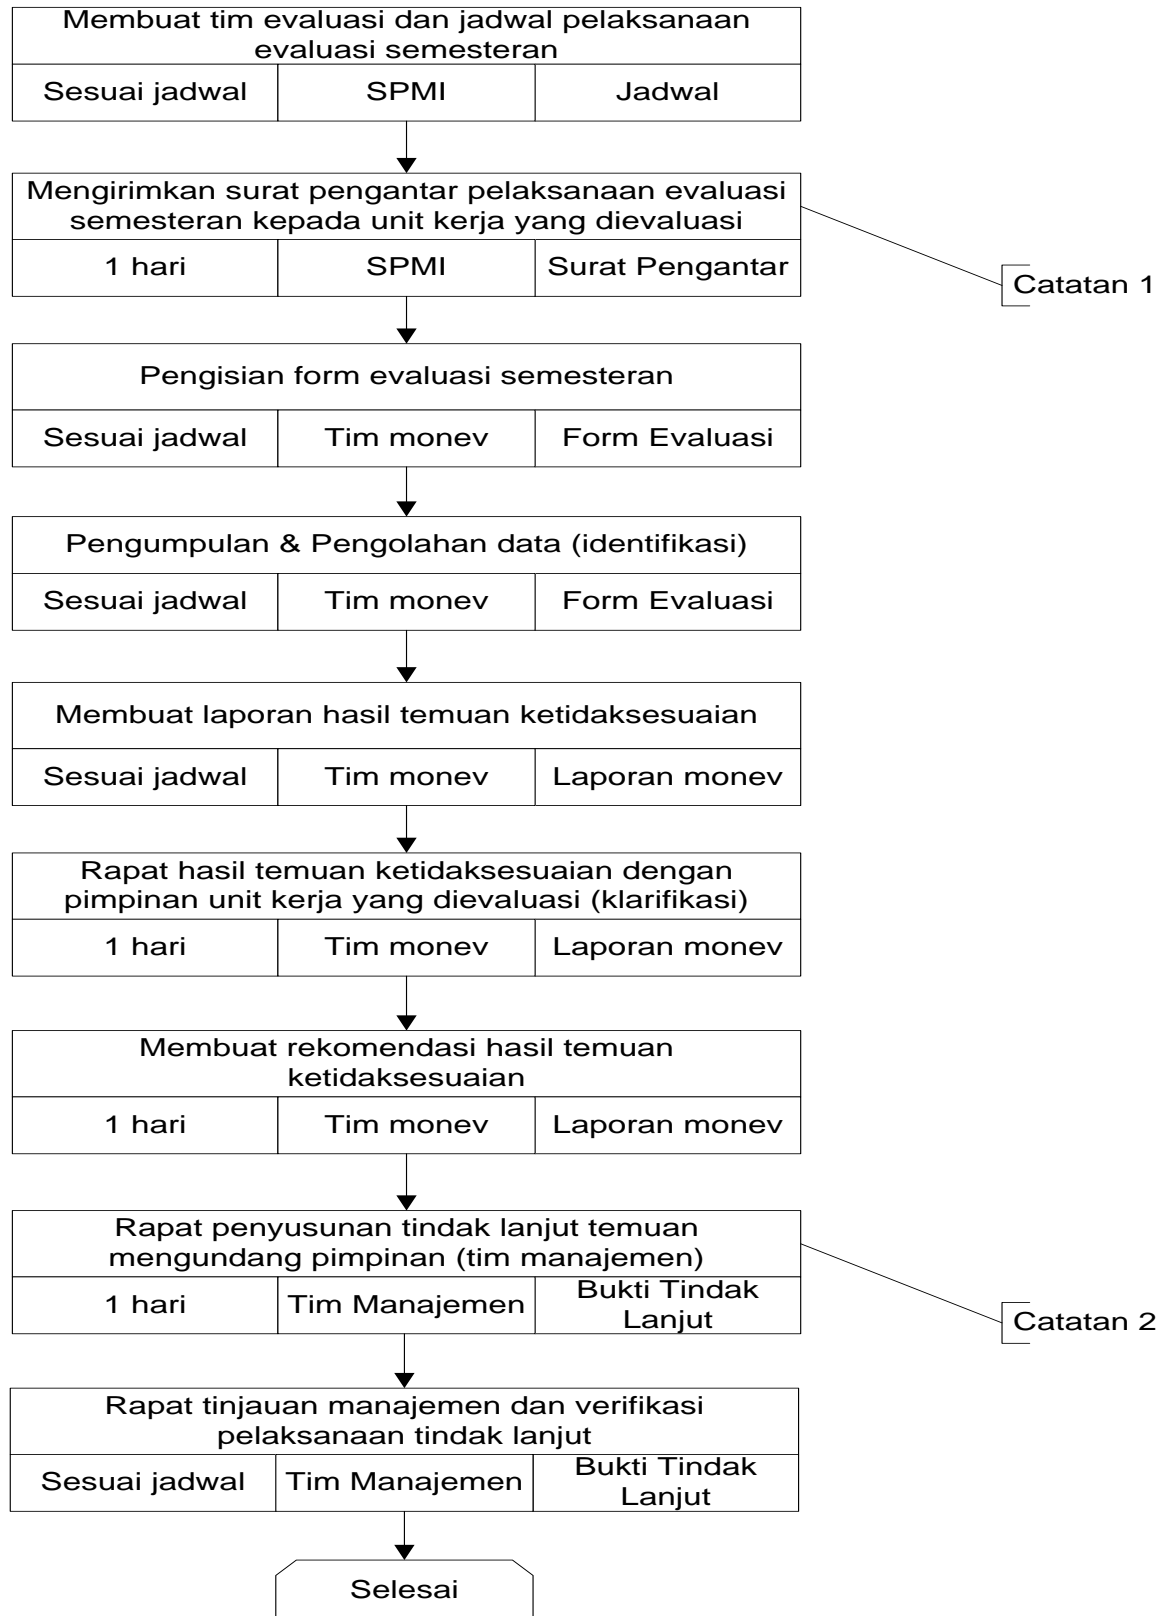 Membuat tim evaluasi dan jadwal pelaksanaan
evaluasi semesteran
Sesuai jadwal SPMI Jadwal
Mengirimkan surat pengantar pelaksanaan evaluasi
semesteran kepada unit kerja yang dievaluasi
1 hari SPMI Surat Pengantar
Catatan 1
Pengisian form evaluasi semesteran
Sesuai jadwal Tim monev Form Evaluasi
Pengumpulan & Pengolahan data (identifikasi)
Sesuai jadwal Tim monev Form Evaluasi
Membuat laporan hasil temuan ketidaksesuaian
Sesuai jadwal Tim monev Laporan monev
Rapat hasil temuan ketidaksesuaian dengan
pimpinan unit kerja yang dievaluasi (klarifikasi)
1 hari Tim monev Laporan monev
Membuat rekomendasi hasil temuan
ketidaksesuaian
1 hari Tim monev Laporan monev
Rapat penyusunan tindak lanjut temuan
mengundang pimpinan (tim manajemen)
1 hari Tim Manajemen Bukti Tindak
Lanjut
Catatan 2
Rapat tinjauan manajemen dan verifikasi
pelaksanaan tindak lanjut
Sesuai jadwal Tim Manajemen Bukti Tindak
Lanjut
Selesai